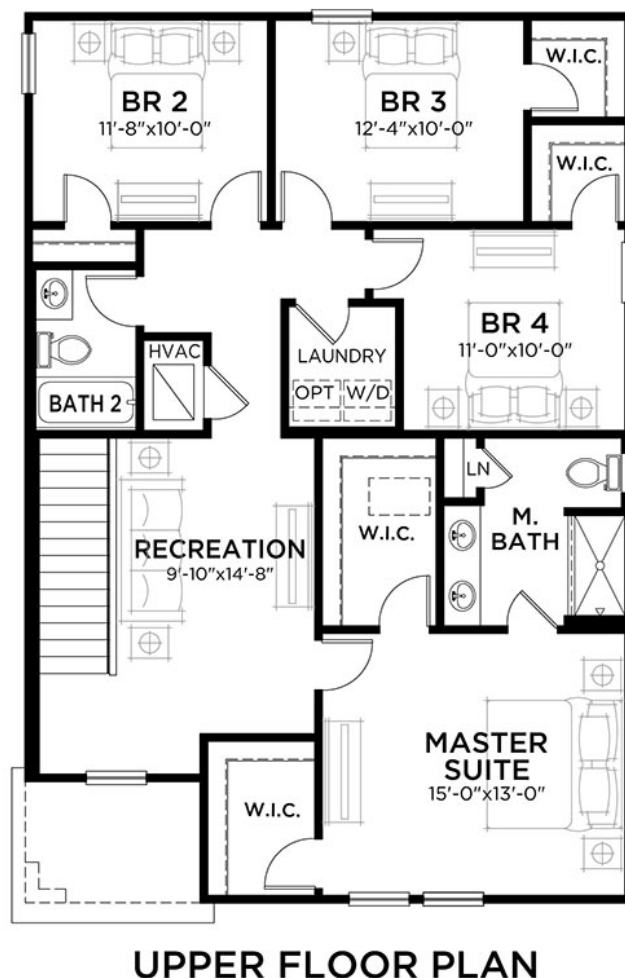 BR 2
11'-8"x10'-0"
BR 3
12'-4"x10'-0"
W.I.C.
W.I.C.
BR 4
11'-0"x10'-0"
HVAC
LAUNDRY
OPT W/D
BATH 2
LN
M.
BATH
W.I.C.
RECREATION
9'-10"x14'-8"
MASTER
SUITE
15'-0"x13'-0"
W.I.C.
UPPER FLOOR PLAN